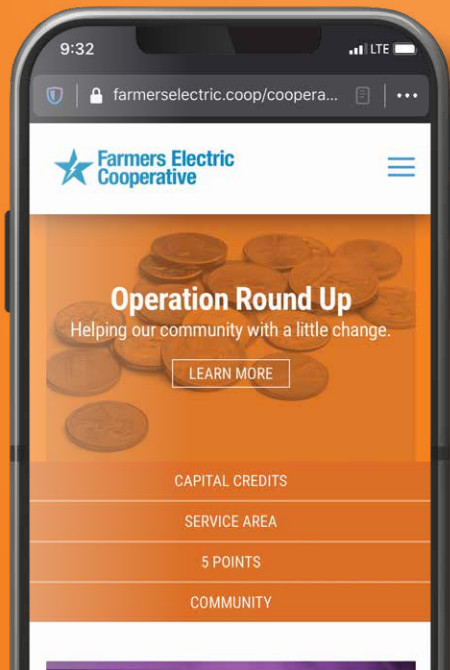 9:32
LTE
farmerselectric.coop/coopera...
Farmers Electric
Cooperative
Operation Round Up
Helping our community with a little change.
LEARN MORE
CAPITAL CREDITS
SERVICE AREA
5 POINTS
COMMUNITY